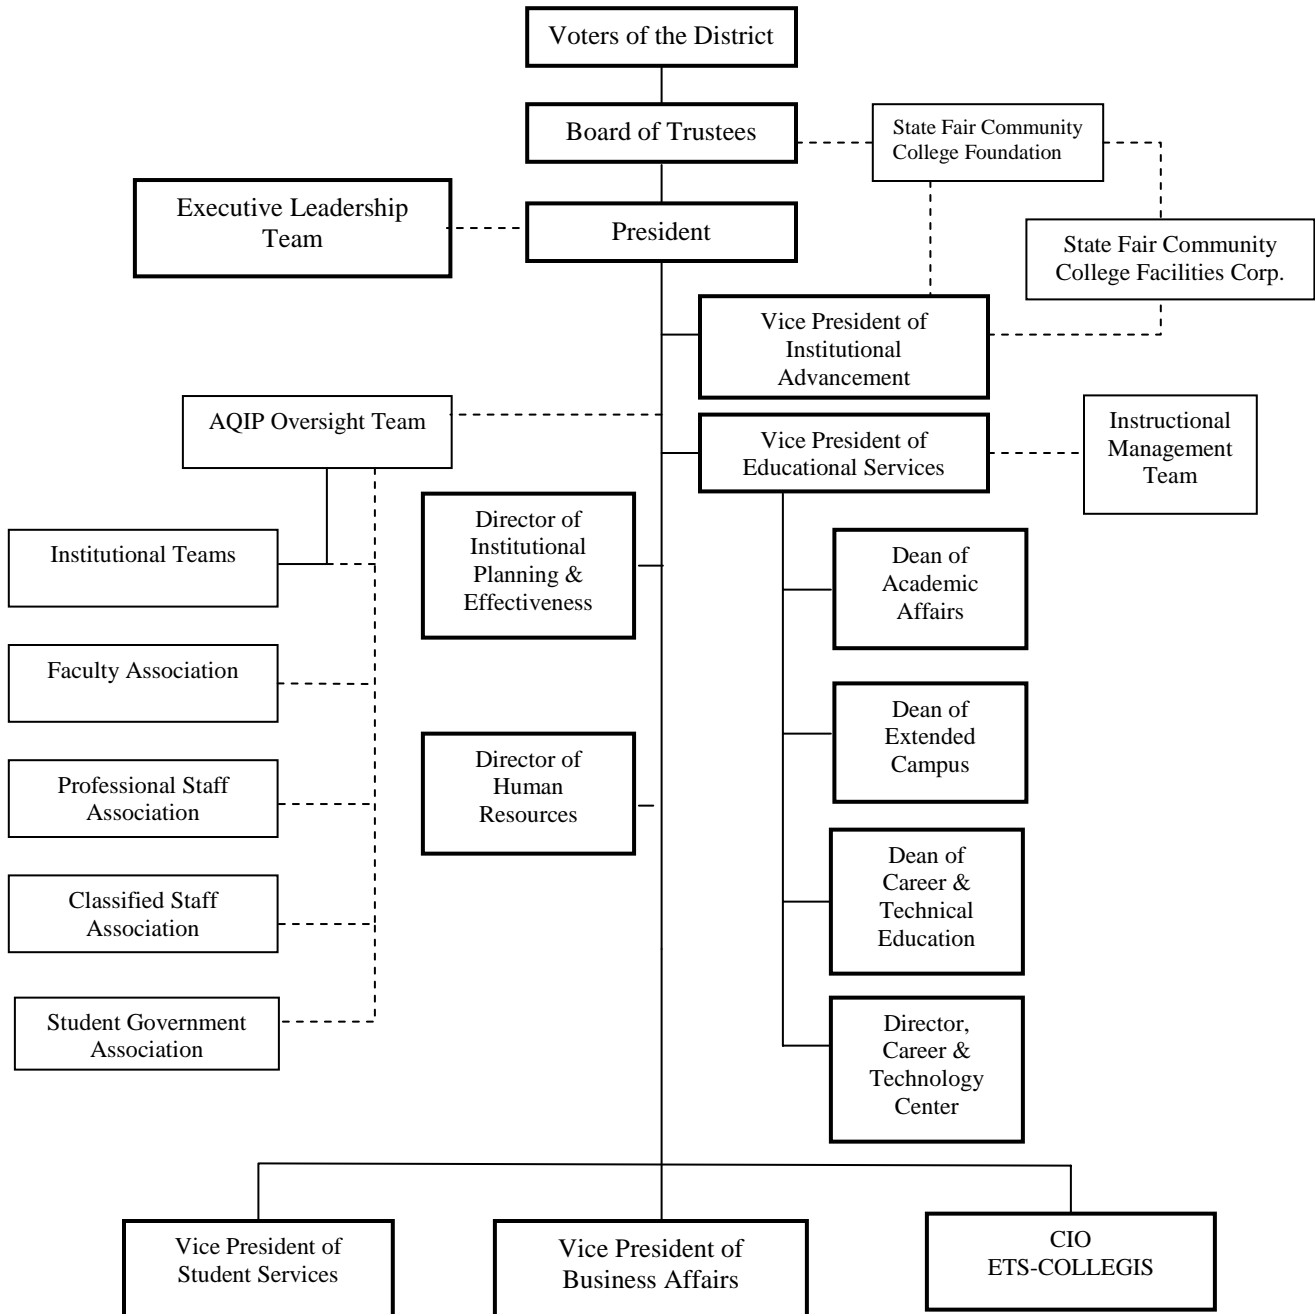 Voters of the District
Board of Trustees
State Fair Community
College Foundation
Executive Leadership
Team
President
State Fair Community
College Facilities Corp.
Vice President of
Institutional
Advancement
AQIP Oversight Team
Vice President of
Educational Services
Instructional
Management
Team
Director of
Institutional
Planning &
Effectiveness
Institutional Teams
Dean of
Academic
Affairs
Faculty Association
Dean of
Extended
Campus
Director of
Human
Resources
Professional Staff
Association
Dean of
Career &
Technical
Education
Classified Staff
Association
Student Government
Association
Director,
Career &
Technology
Center
Vice President of
Student Services
Vice President of
Business Affairs
CIO
ETS-COLLEGIS